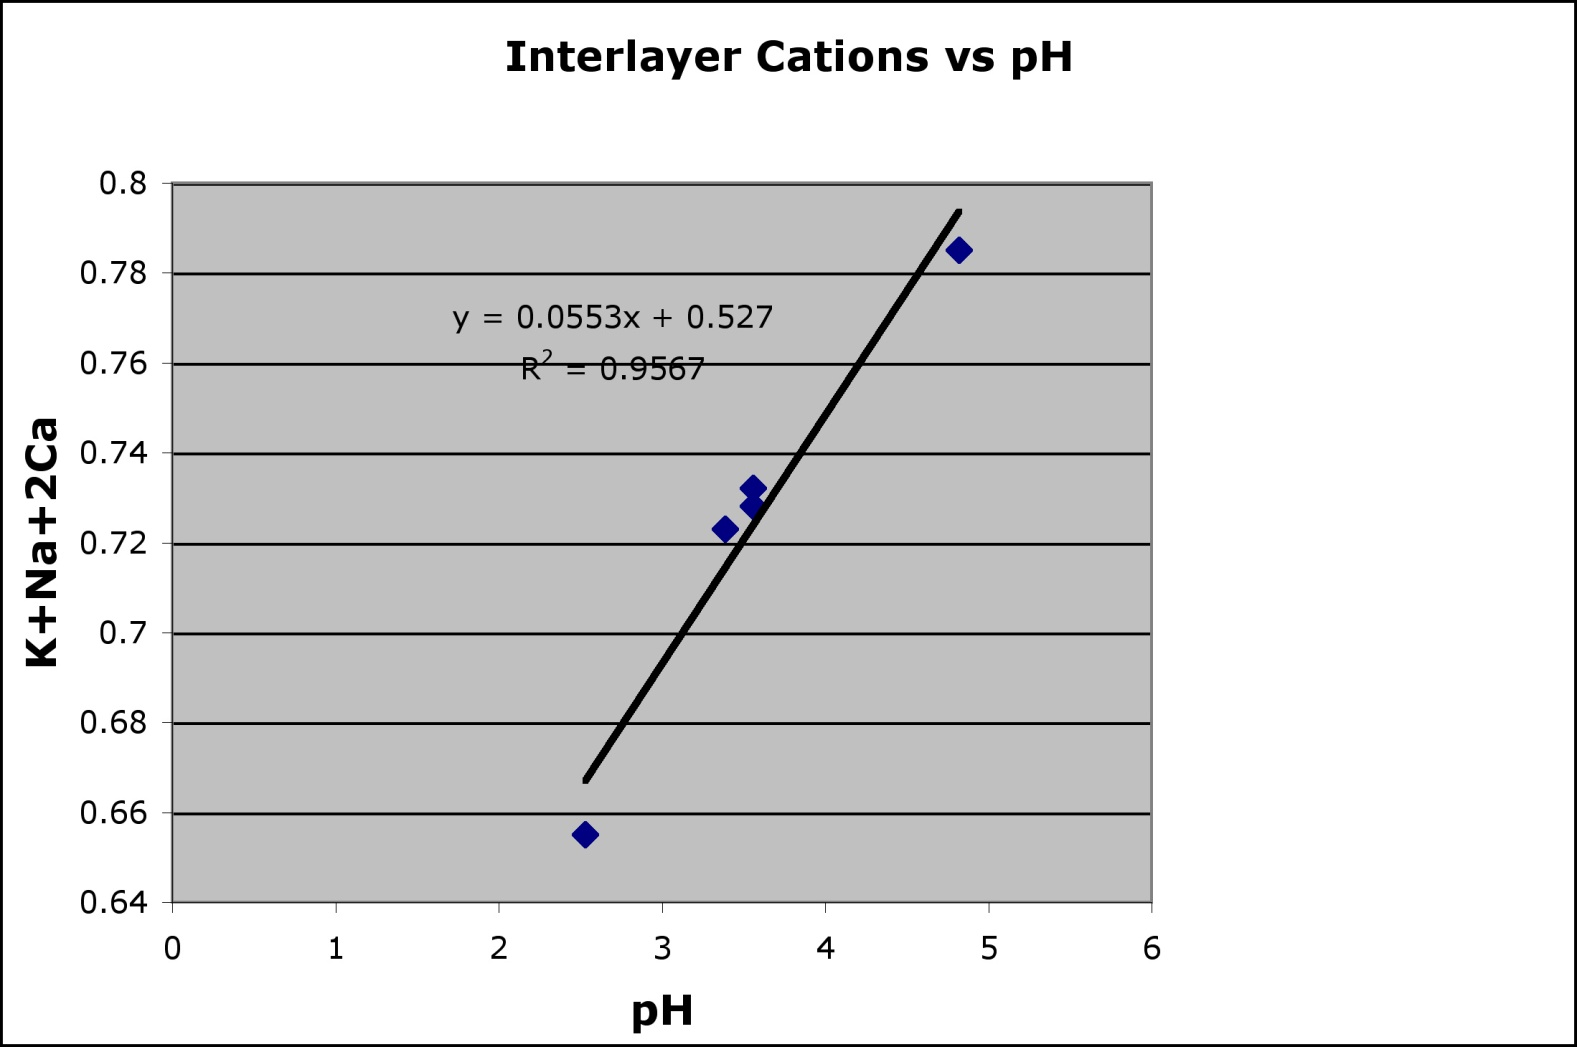 Interlayer Cations vs pH
0.8
0.78
0.76
0.74
0.72
0.7
0.68
0.66
0.64
y = 0.0553x + 0.527
R² = 0.9567
K+Na+2Ca
0 1 2 3 4 5 6
pH